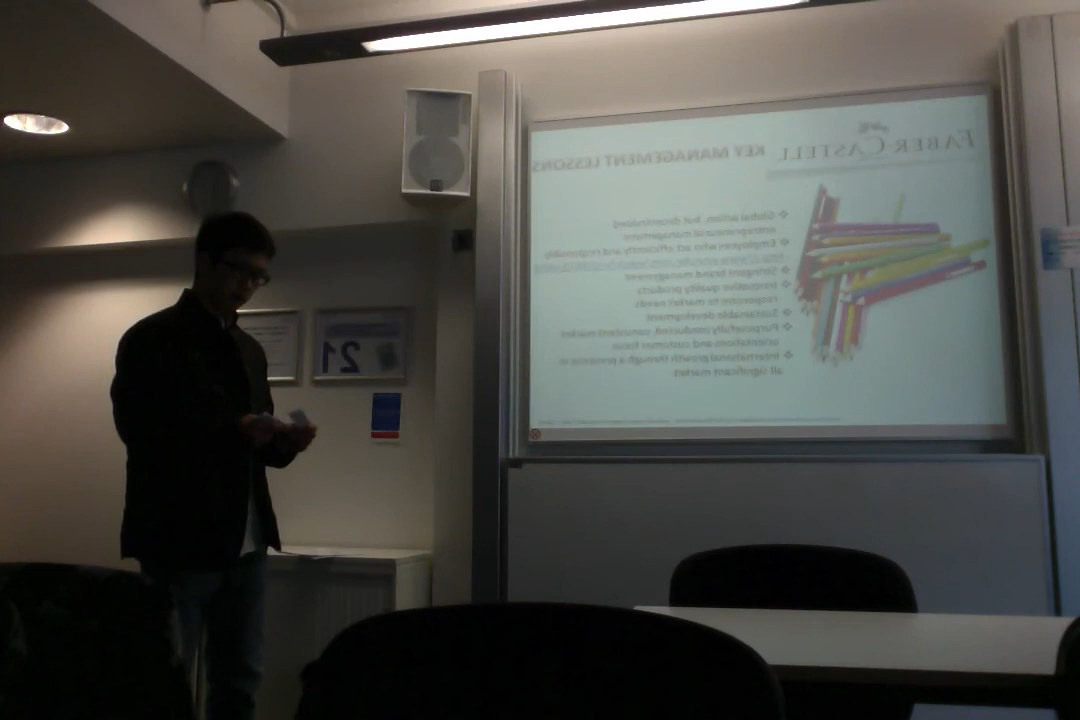 FABER-CASTELL
KEY MANAGEMENT LESSONS
❖ Global action, but decentralized
entrepreneurial management
❖ Employees who act efficiently and responsibly
❖ Stringent brand management
❖ Innovative quality products
responsive to market needs
❖ Sustainable development
❖ Purposefully conducted, consistent market
orientations and customer focus
❖ International growth through a presence in
all significant market
21